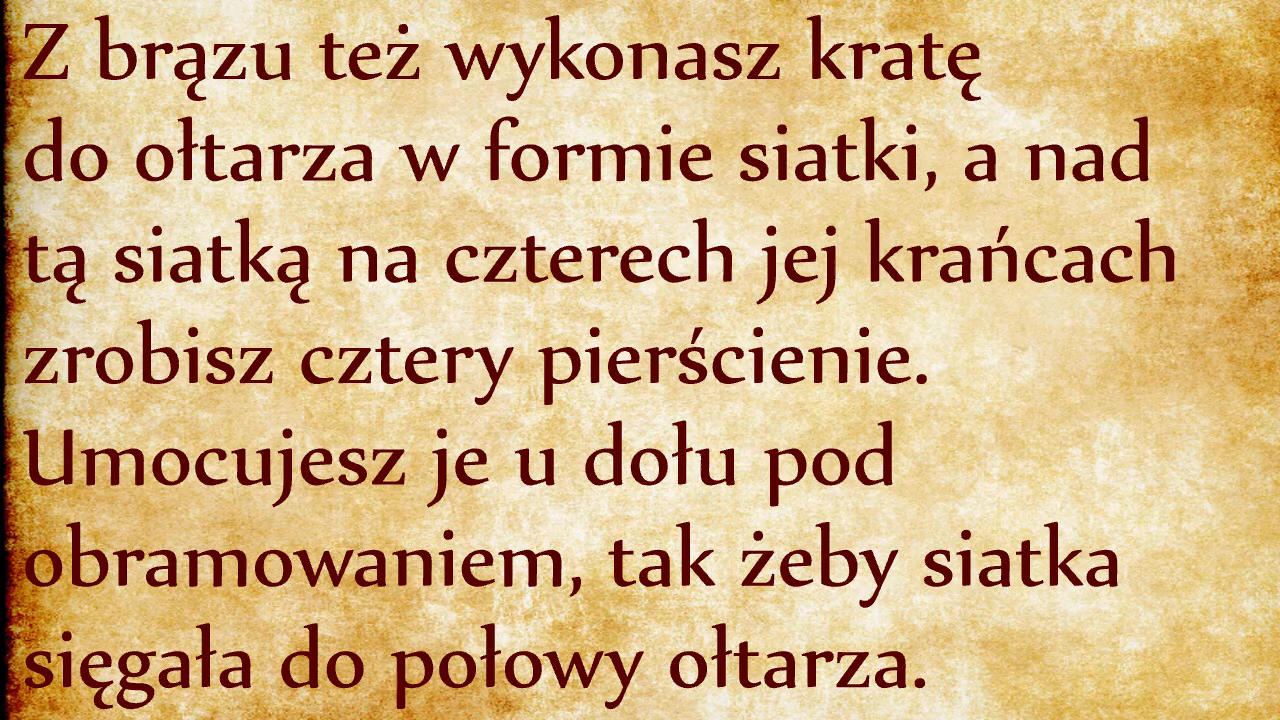 Z brązu też wykonasz kratę
do ołtarza w formie siatki, a nad
tą siatką na czterech jej krańcach
zrobisz cztery pierścienie.
Umocujesz je u dołu pod
obramowaniem, tak żeby siatka
sięgała do połowy ołtarza.